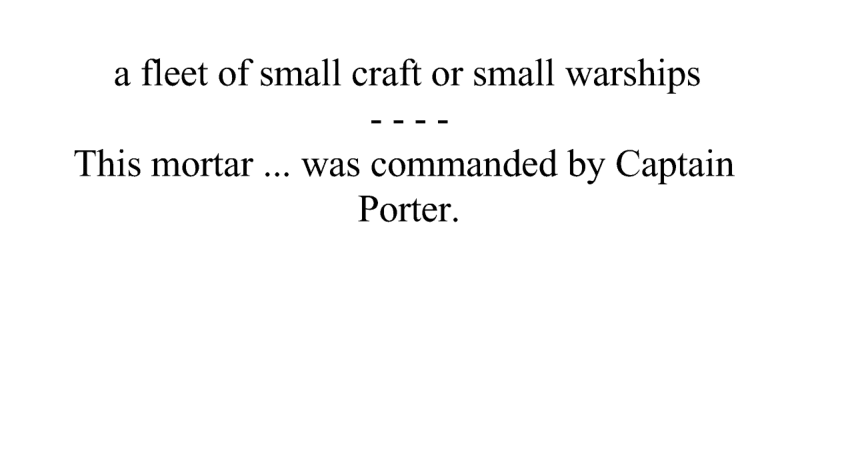 a fleet of small craft or small warships
- - - -
This mortar ... was commanded by Captain
Porter.